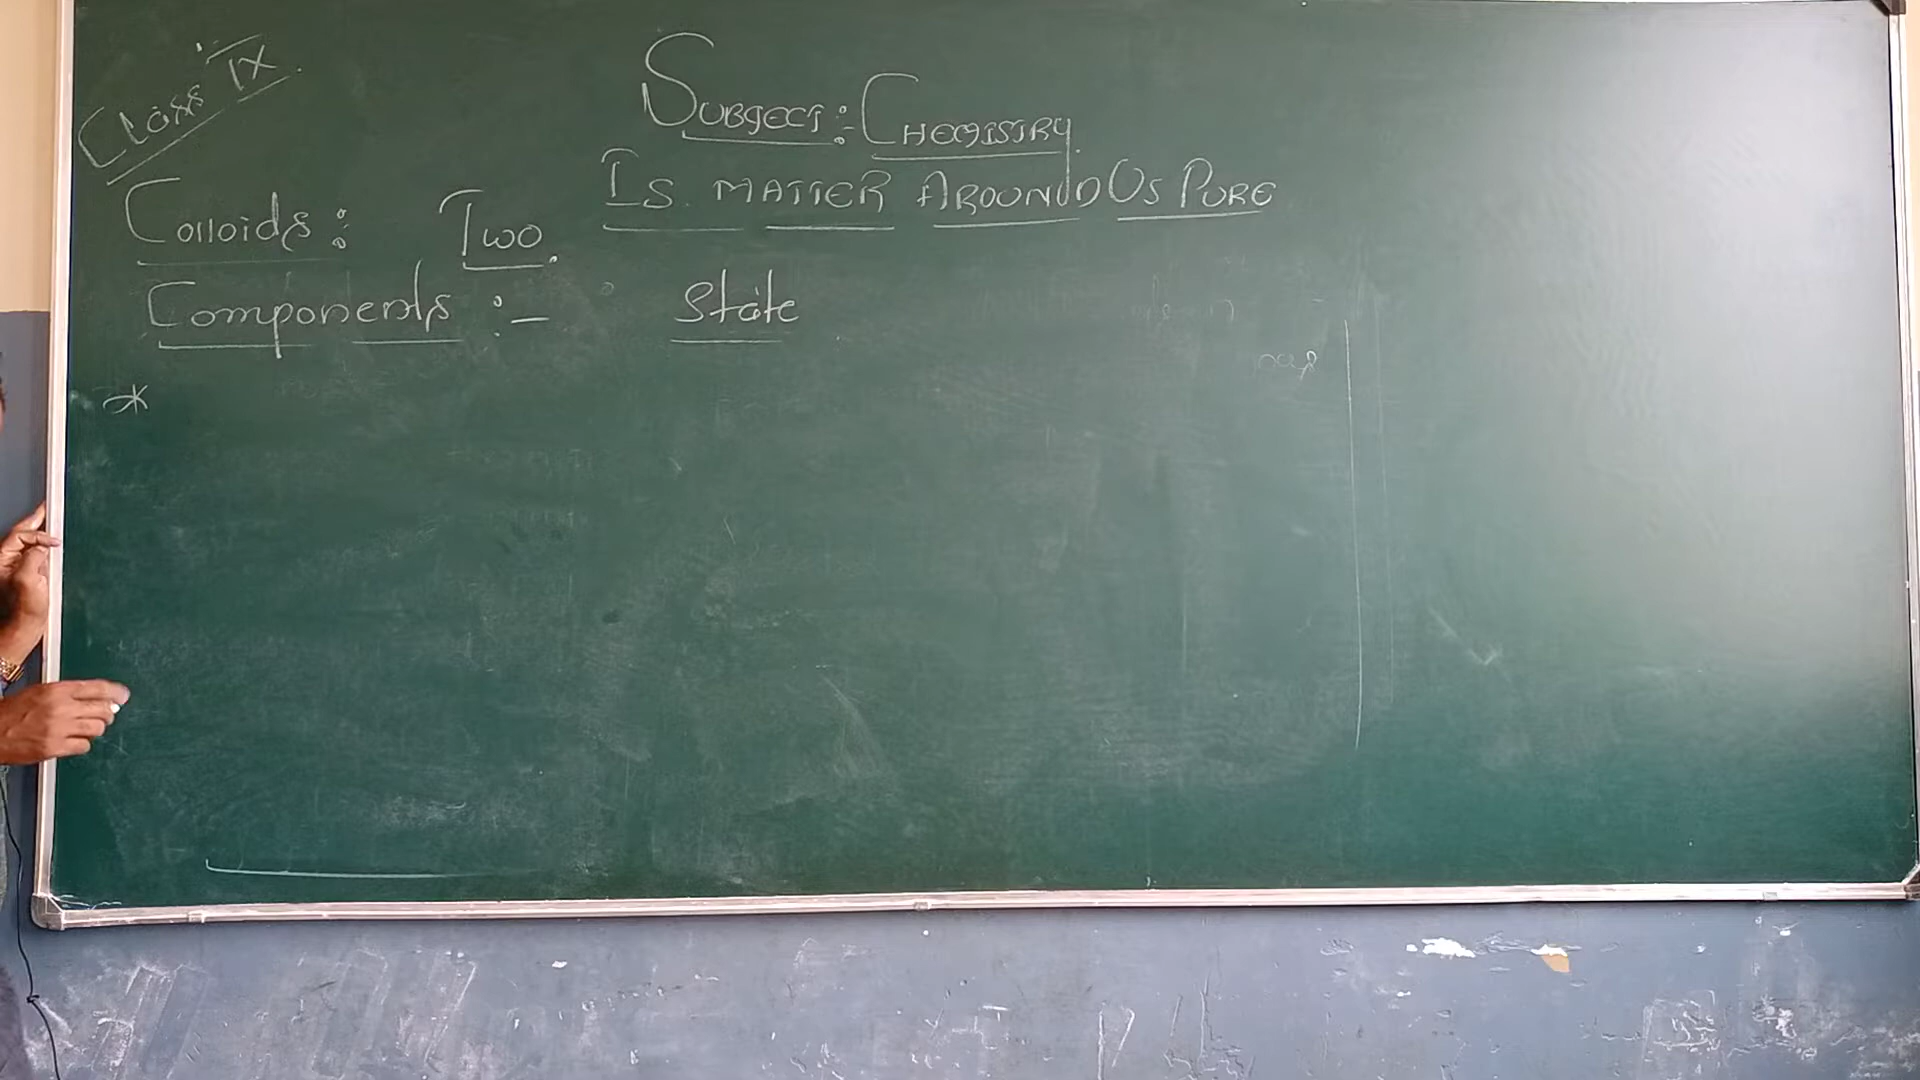 Class IX.
SUBJECT:- CHEMISTRY.
IS MATTER AROUND US PURE
Colloids: Two.
Components :- State
*